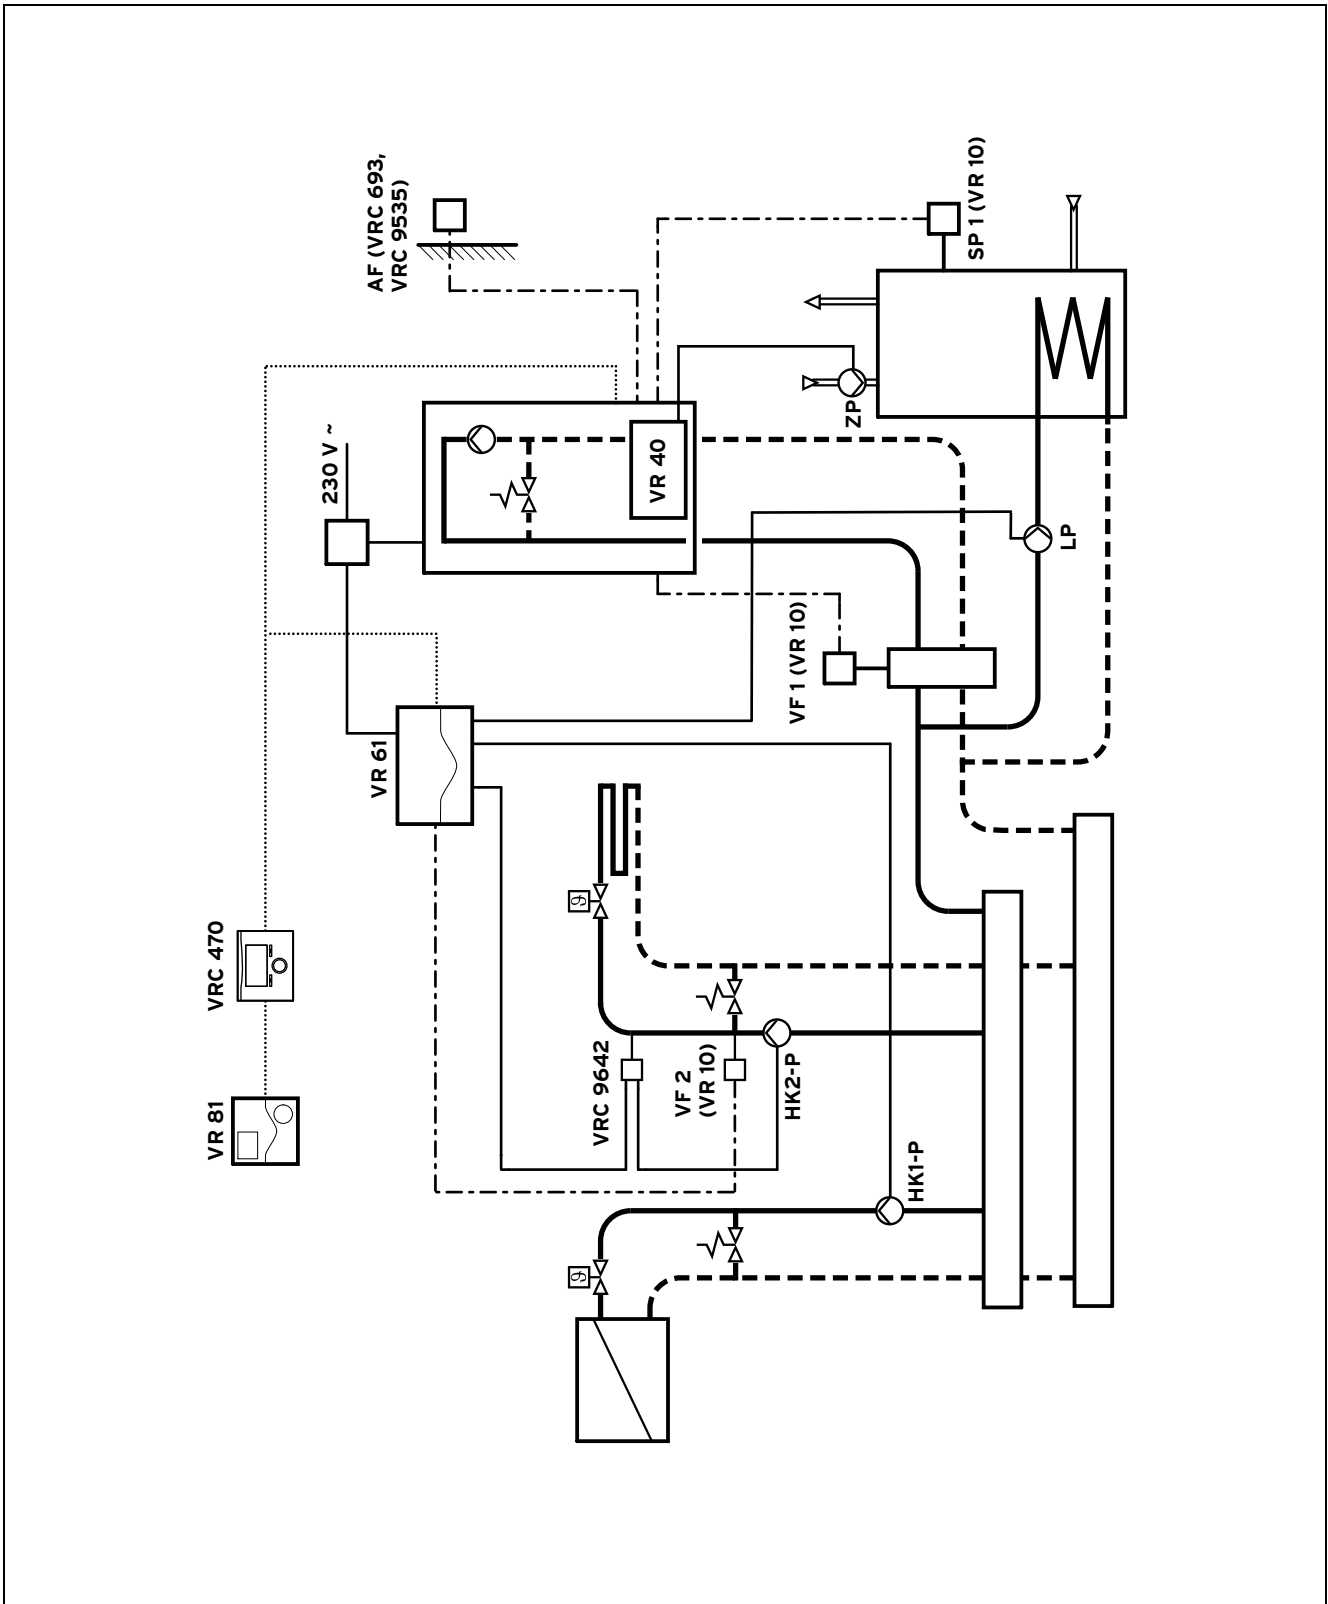 AF (VRC 693,
VRC 9535)
SP 1 (VR 10)
230 V ~
ZP
VR 40
LP
VF 1 (VR 10)
VR 61
VRC 470
ϑ
VRC 9642
VF 2
(VR 10)
HK2-P
VR 81
HK1-P
ϑ